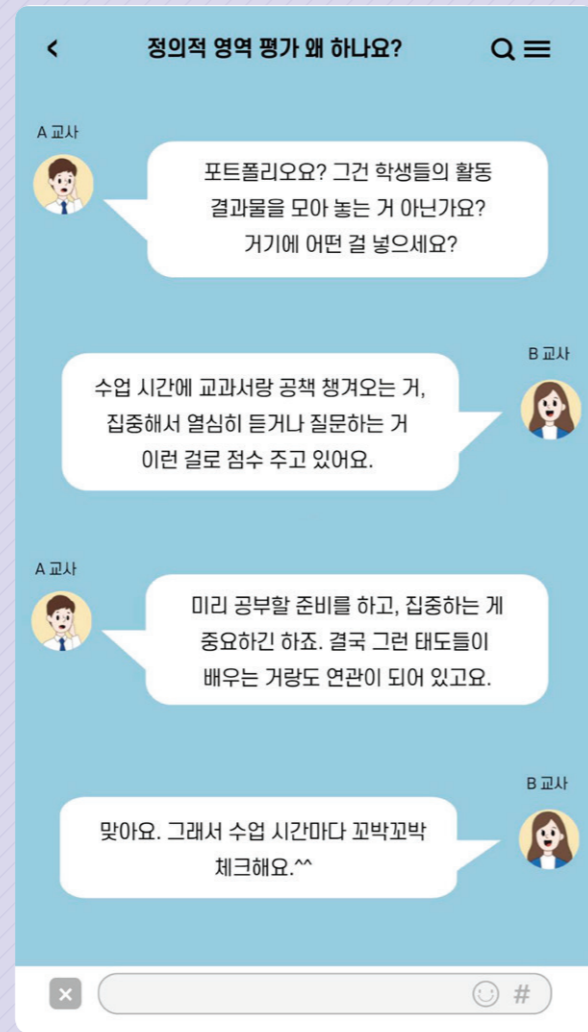 정의적 영역 평가 왜 하나요?
A 교사
포트폴리오요? 그건 학생들의 활동
결과물을 모아 놓는 거 아닌가요?
거기에 어떤 걸 넣으세요?
B 교사
수업 시간에 교과서랑 공책 챙겨오는 거,
집중해서 열심히 듣거나 질문하는 거
이런 걸로 점수 주고 있어요.
A 교사
미리 공부할 준비를 하고, 집중하는 게
중요하긴 하죠. 결국 그런 태도들이
배우는 거랑도 연관이 되어 있고요.
B 교사
맞아요. 그래서 수업 시간마다 꼬박꼬박
체크해요.^^
#